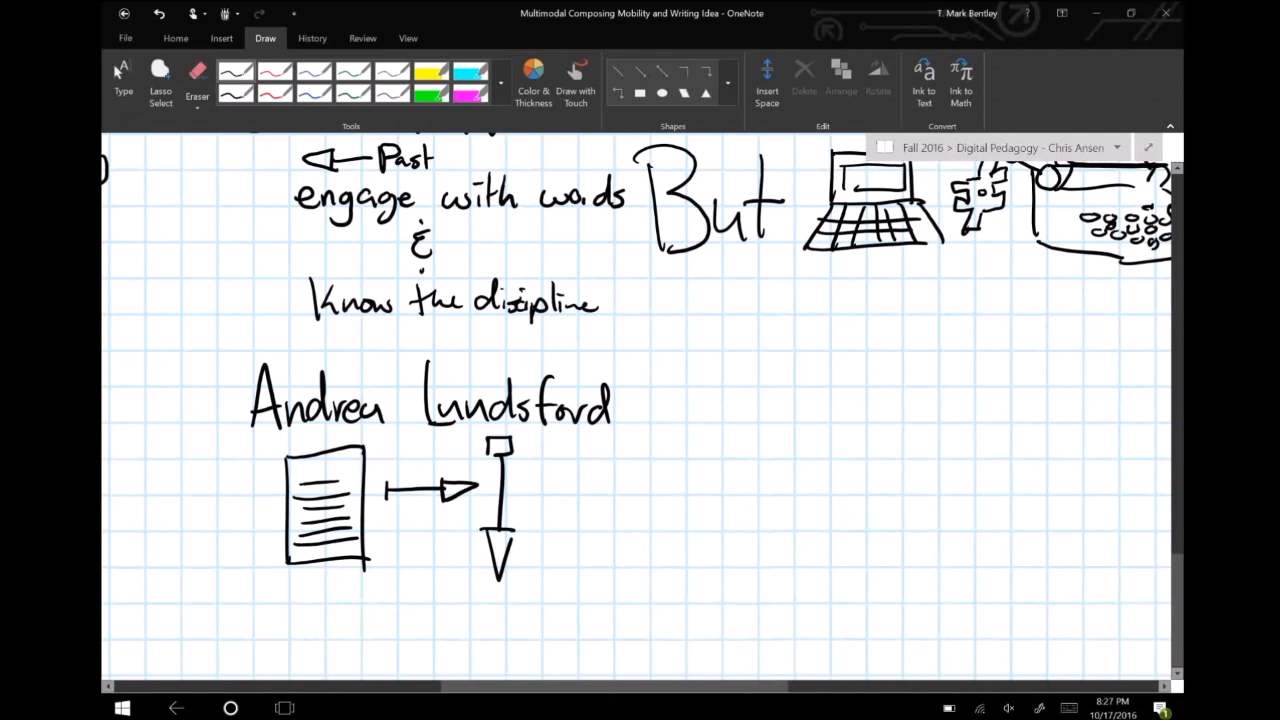 Multimodal Composing Mobility and Writing Idea - OneNote
T. Mark Bentley
?
File Home Insert Draw History Review View
Type
Lasso Select
Eraser
Color & Thickness
Draw with Touch
Insert Space
Delete
Arrange
Rotate
Ink to Text
Ink to Math
Tools
Shapes
Edit
Convert
Fall 2016 > Digital Pedagogy - Chris Ansen
Past
engage with words
&
Know the discipline
But
Andrea Lundsford
8:27 PM
10/17/2016
1